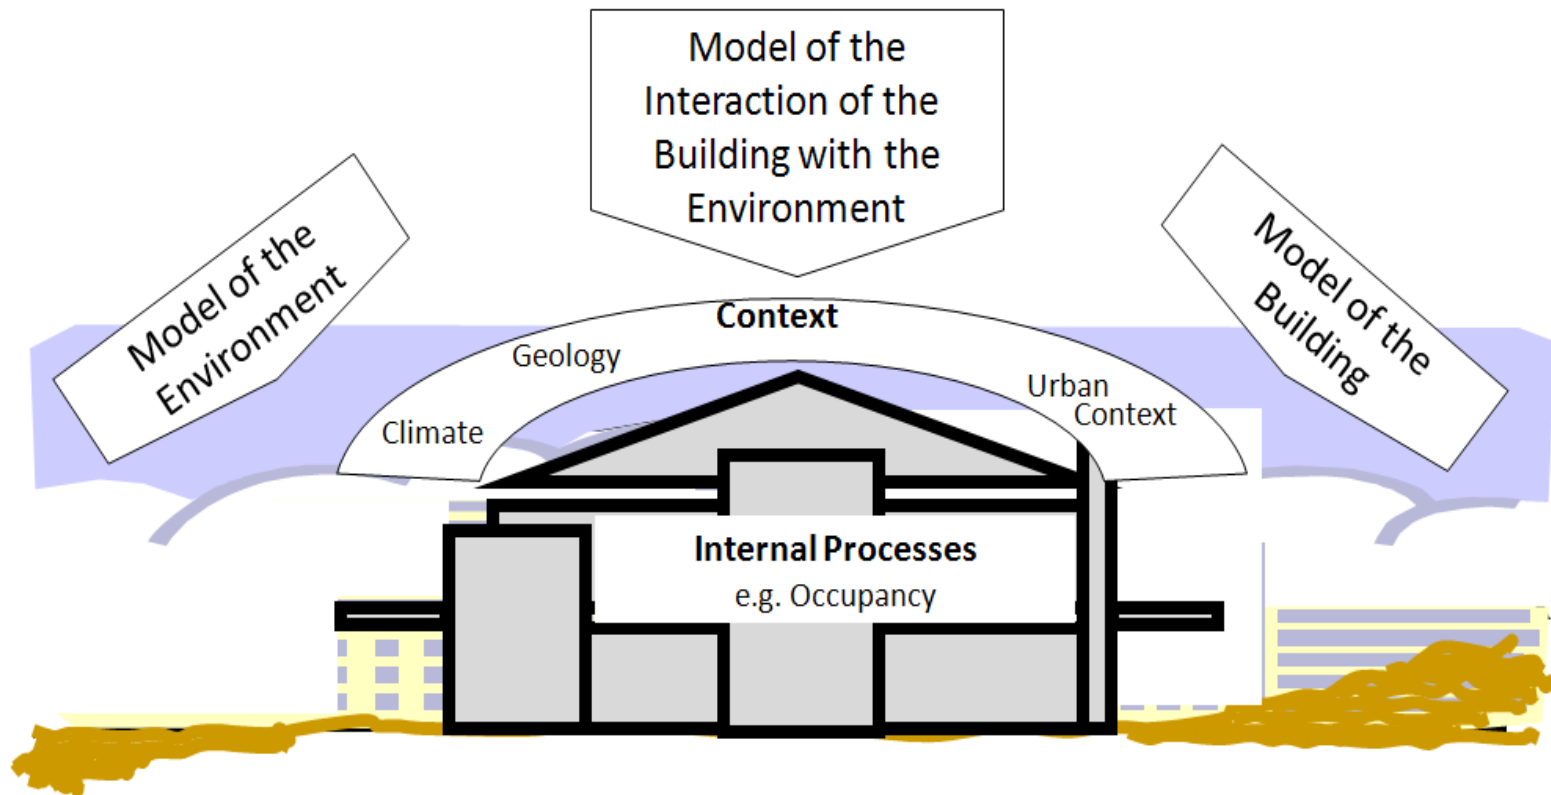 Model of the
Interaction of the
Building with the
Environment
Model of the
Environment
Model of the
Building
Context
Geology
Climate
Urban
Context
Internal Processes
e.g. Occupancy